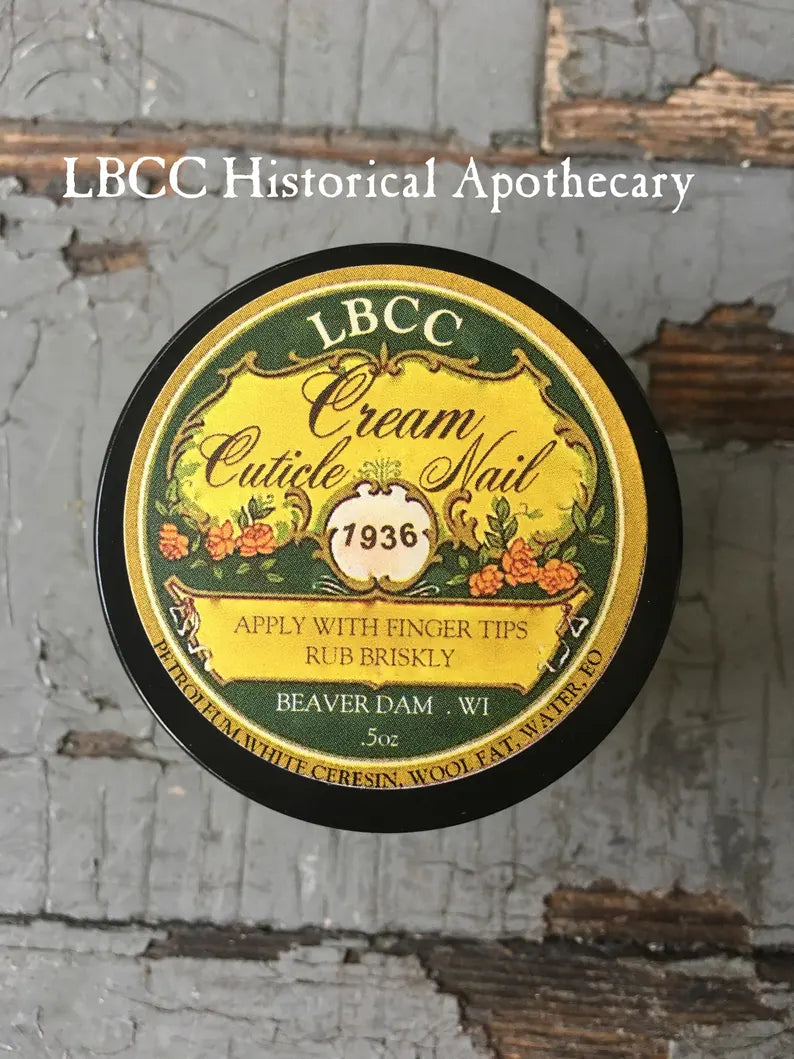 LBCC Historical Apothecary
LBCC
Cream
Cuticle Nail
1936
APPLY WITH FINGER TIPS
RUB BRISKLY
BEAVER DAM . WI
.5oz
PETROLEUM, WHITE CERESIN, WOOL FAT, WATER, EO